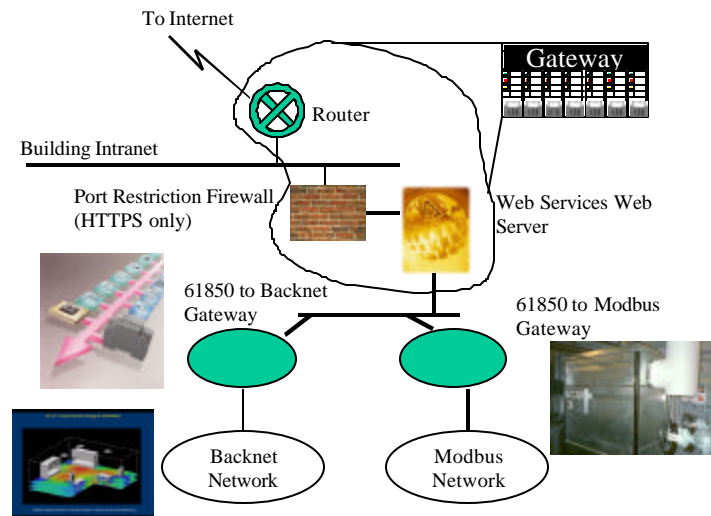 To Internet
Gateway
Router
Building Intranet
Port Restriction Firewall
(HTTPS only)
Web Services Web
Server
61850 to Backnet
Gateway
61850 to Modbus
Gateway
Backnet
Network
Modbus
Network